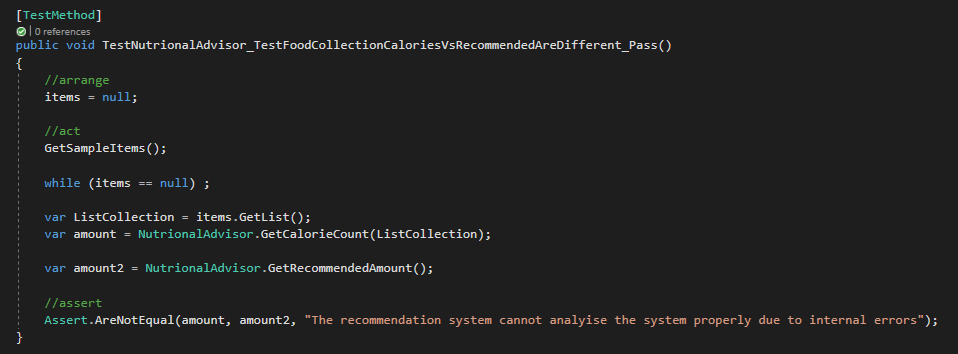 [TestMethod]
| 0 references
public void TestNutrionalAdvisor_TestFoodCollectionCaloriesVsRecommendedAreDifferent_Pass()
{
//arrange
items = null;
//act
GetSampleItems();
while (items == null) ;
var ListCollection = items.GetList();
var amount = NutrionalAdvisor.GetCalorieCount(ListCollection);
var amount2 = NutrionalAdvisor.GetRecommendedAmount();
//assert
Assert.AreNotEqual(amount, amount2, "The recommendation system cannot analyise the system properly due to internal errors");
}